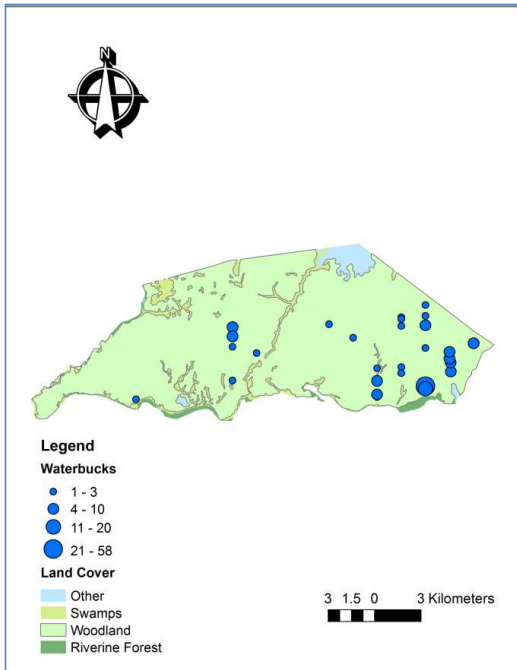 N
Legend
Waterbucks
1 - 3
4 - 10
11 - 20
21 - 58
Land Cover
Other
Swamps
Woodland
Riverine Forest
3 1.5 0 3 Kilometers